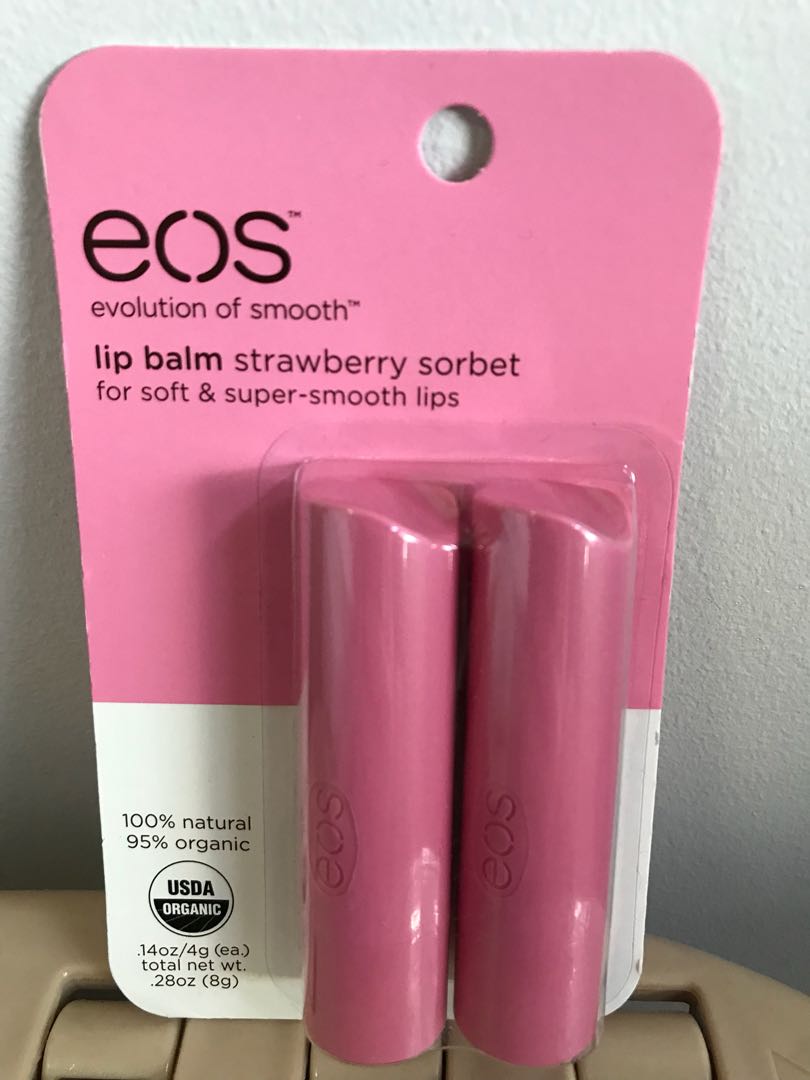 eos™
evolution of smooth™
lip balm strawberry sorbet
for soft & super-smooth lips
eos
eos
100% natural
95% organic
USDA
ORGANIC
.14oz/4g (ea.)
total net wt.
.28oz (8g)